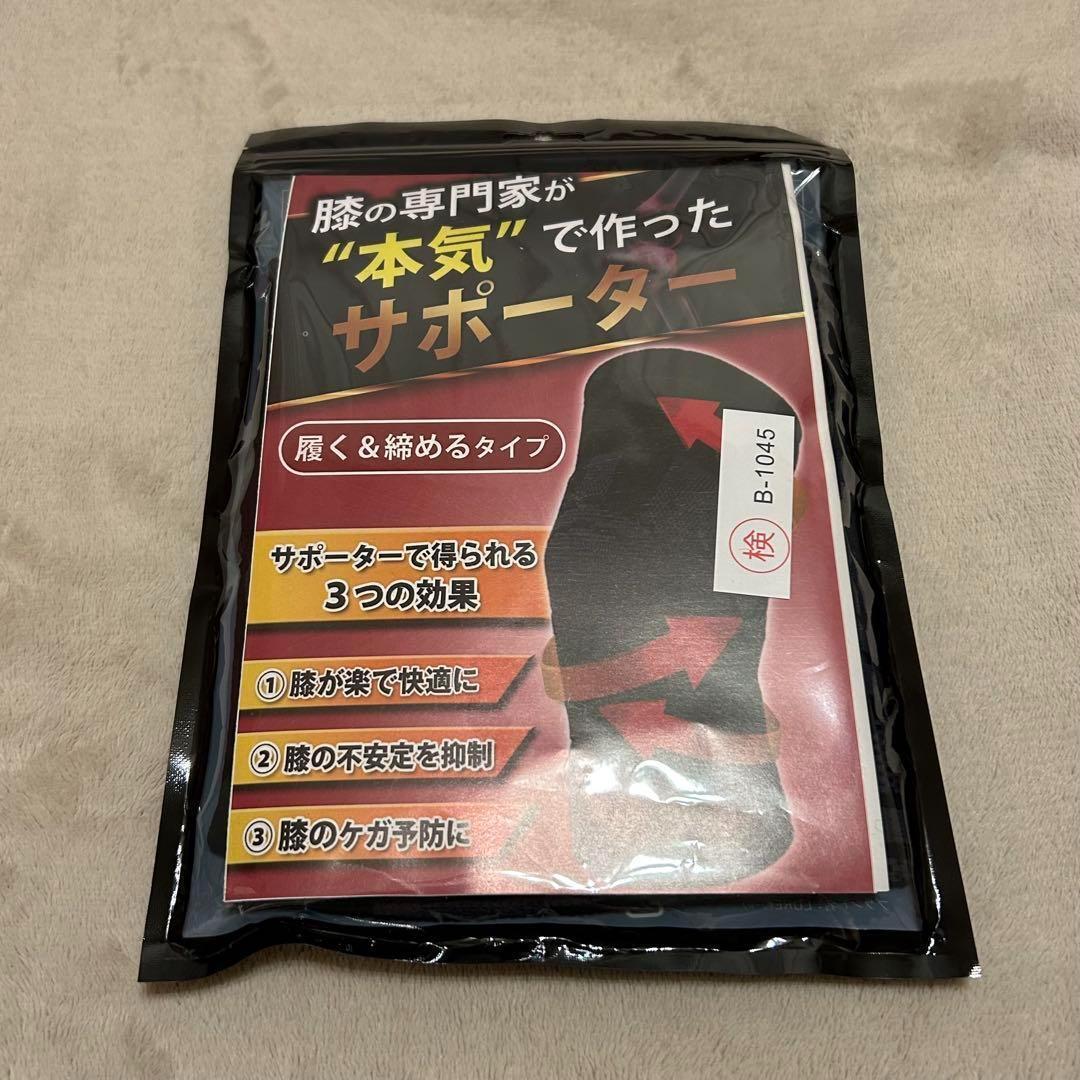 膝の専門家が
“本気”で作った
サポーター
履く＆締めるタイプ
サポーターで得られる
3つの効果
①膝が楽で快適に
②膝の不安定を抑制
③膝のケガ予防に
検 B-1045